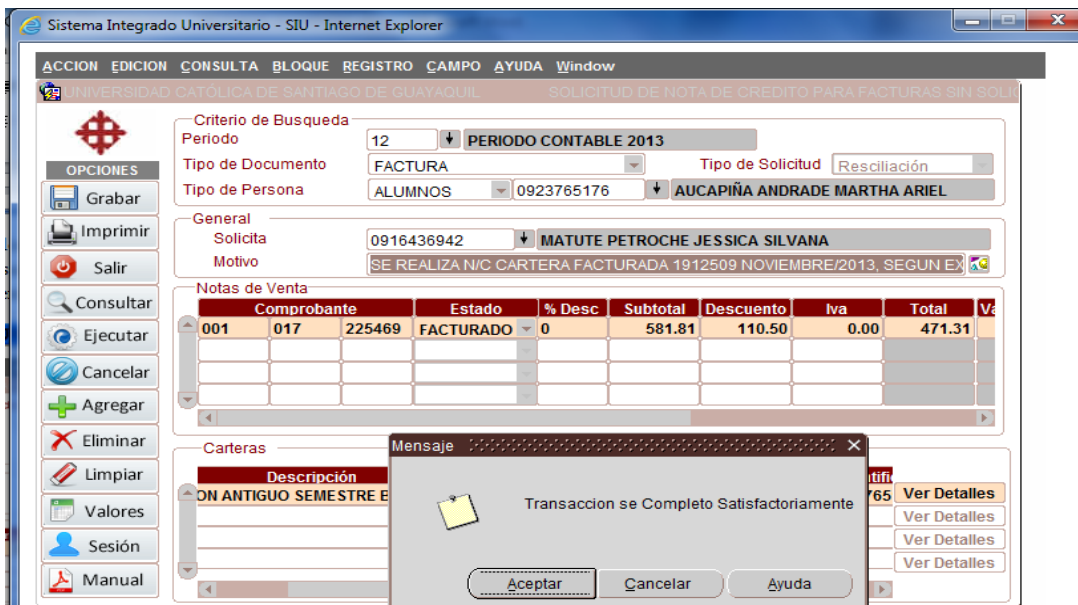 Sistema Integrado Universitario - SIU - Internet Explorer
ACCION EDICION CONSULTA BLOQUE REGISTRO CAMPO AYUDA Window
UNIVERSIDAD CATÓLICA DE SANTIAGO DE GUAYAQUIL SOLICITUD DE NOTA DE CREDITO PARA FACTURAS SIN SOLIC
OPCIONES
Grabar
Imprimir
Salir
Consultar
Ejecutar
Cancelar
Agregar
Eliminar
Limpiar
Valores
Sesión
Manual
Criterio de Busqueda
Periodo 12 PERIODO CONTABLE 2013
Tipo de Documento FACTURA Tipo de Solicitud Resciliación
Tipo de Persona ALUMNOS 0923765176 AUCAPIÑA ANDRADE MARTHA ARIEL
General
Solicita 0916436942 MATUTE PETROCHE JESSICA SILVANA
Motivo SE REALIZA N/C CARTERA FACTURADA 1912509 NOVIEMBRE/2013, SEGUN EX
Notas de Venta
Comprobante Estado % Desc Subtotal Descuento Iva Total Va
001 017 225469 FACTURADO 0 581.81 110.50 0.00 471.31
Carteras
Descripción tifi
ON ANTIGUO SEMESTRE B 765 Ver Detalles
Ver Detalles
Ver Detalles
Ver Detalles
Mensaje
Transaccion se Completo Satisfactoriamente
Aceptar Cancelar Ayuda